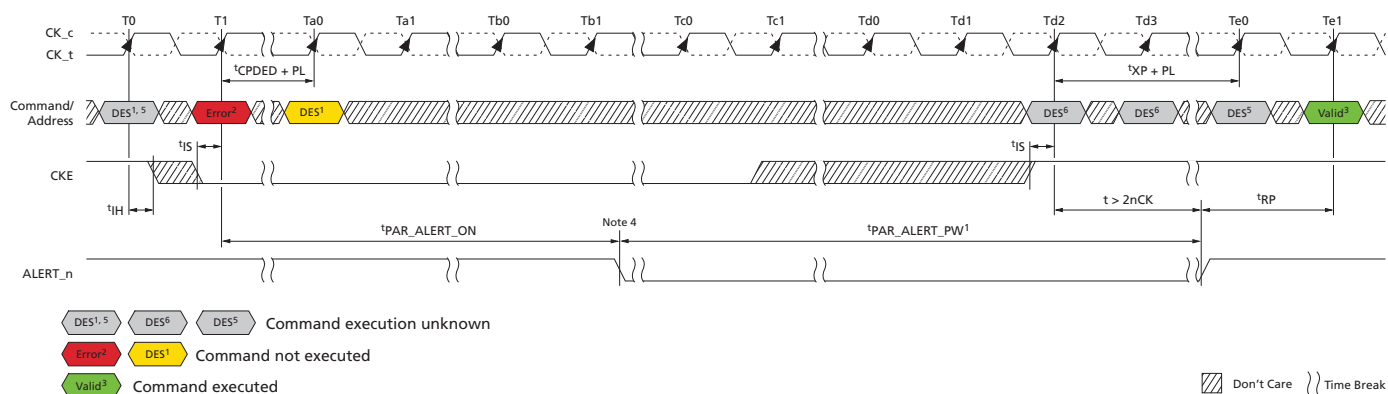 T0 T1 Ta0 Ta1 Tb0 Tb1 Tc0 Tc1 Td0 Td1 Td2 Td3 Te0 Te1
CK_c
CK_t
tCPDED + PL
tXP + PL
Command/
Address
DES1, 5 Error2 DES1 DES6 DES6 DES5 Valid3
tIS tIS
CKE
tIH
t > 2nCK tRP
tPAR_ALERT_ON Note 4 tPAR_ALERT_PW1
ALERT_n
DES1, 5 DES6 DES5 Command execution unknown
Error2 DES1 Command not executed
Valid3 Command executed
Don't Care Time Break